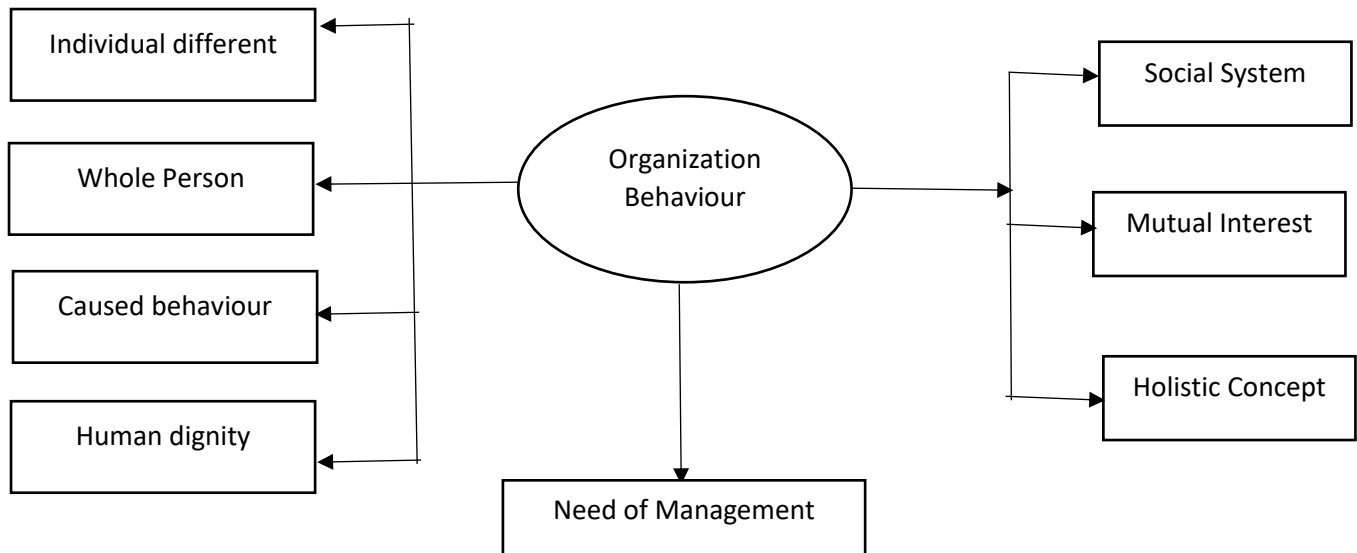 Individual different
Whole Person
Caused behaviour
Human dignity
Organization
Behaviour
Need of Management
Social System
Mutual Interest
Holistic Concept